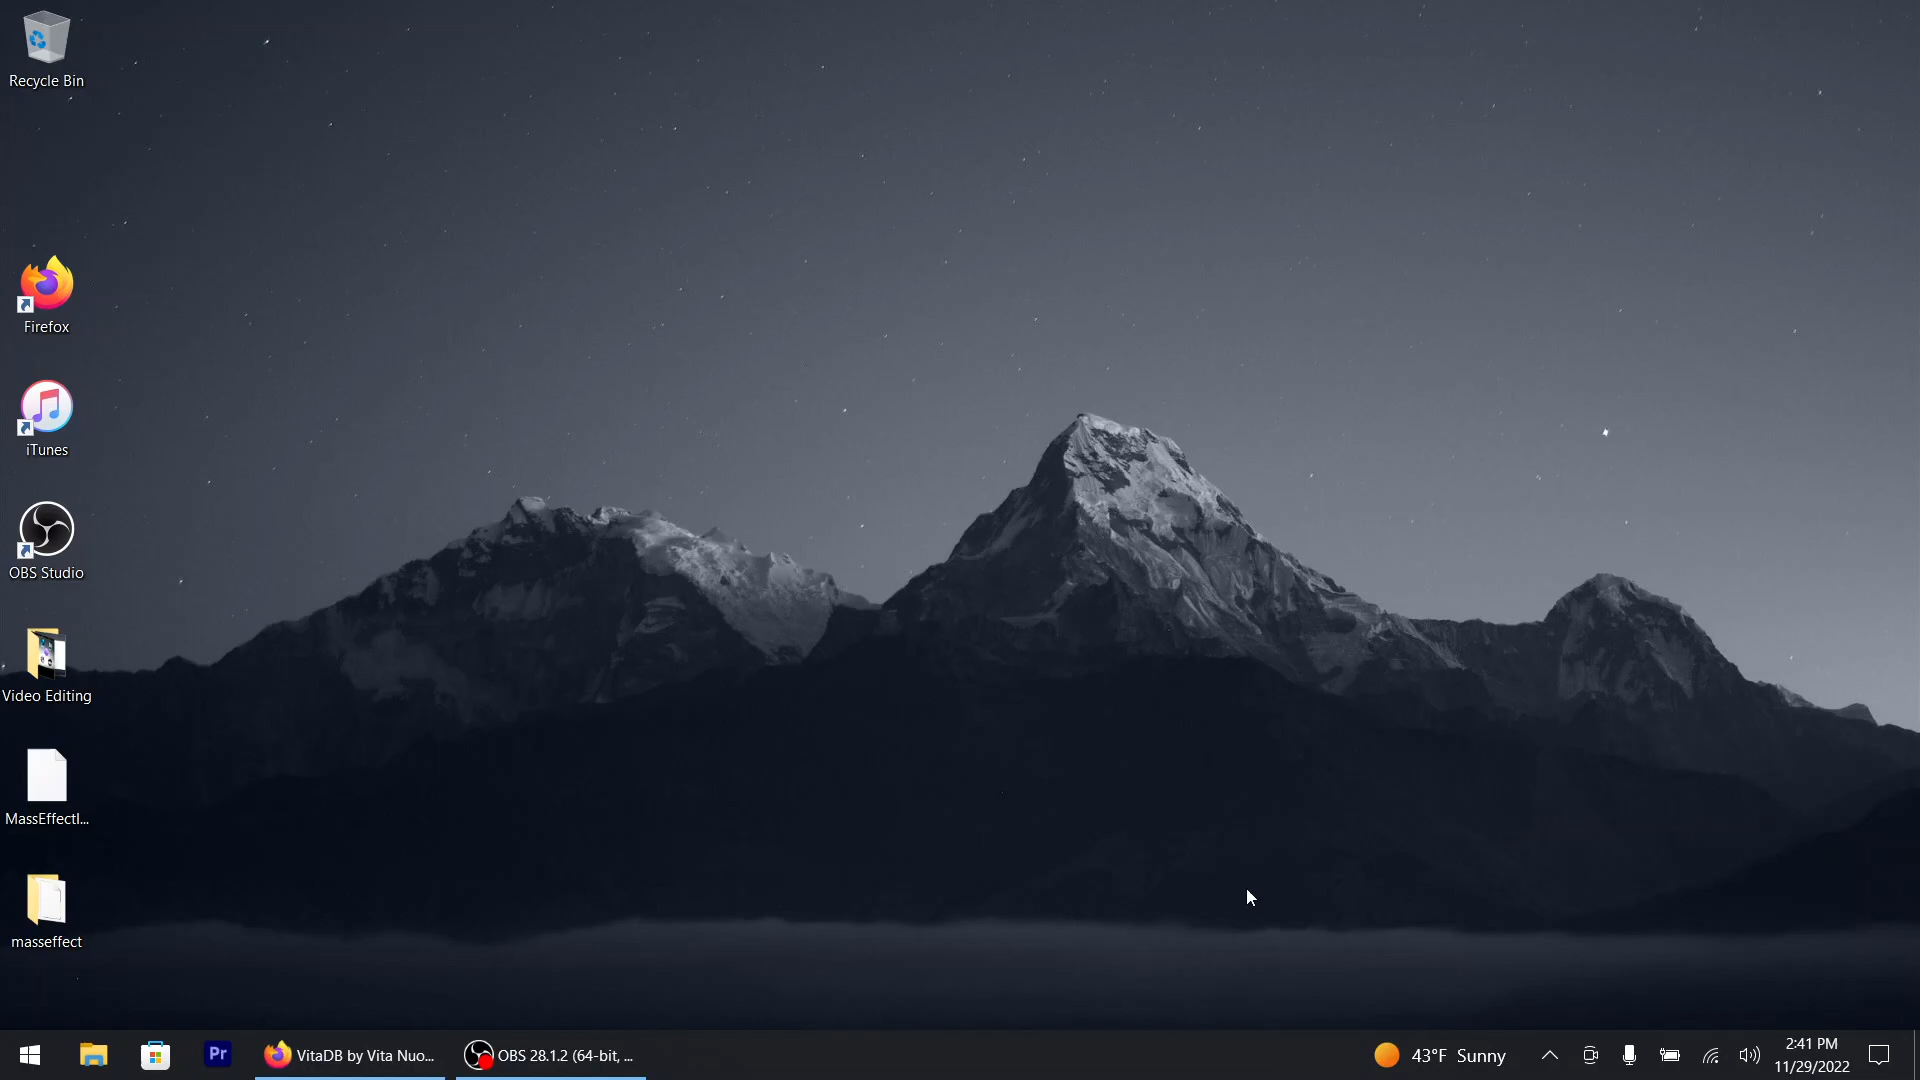 Recycle Bin
Firefox
iTunes
OBS Studio
Video Editing
MassEffectI...
masseffect
Pr
VitaDB by Vita Nuo...
OBS 28.1.2 (64-bit, ...
43°F Sunny
2:41 PM
11/29/2022